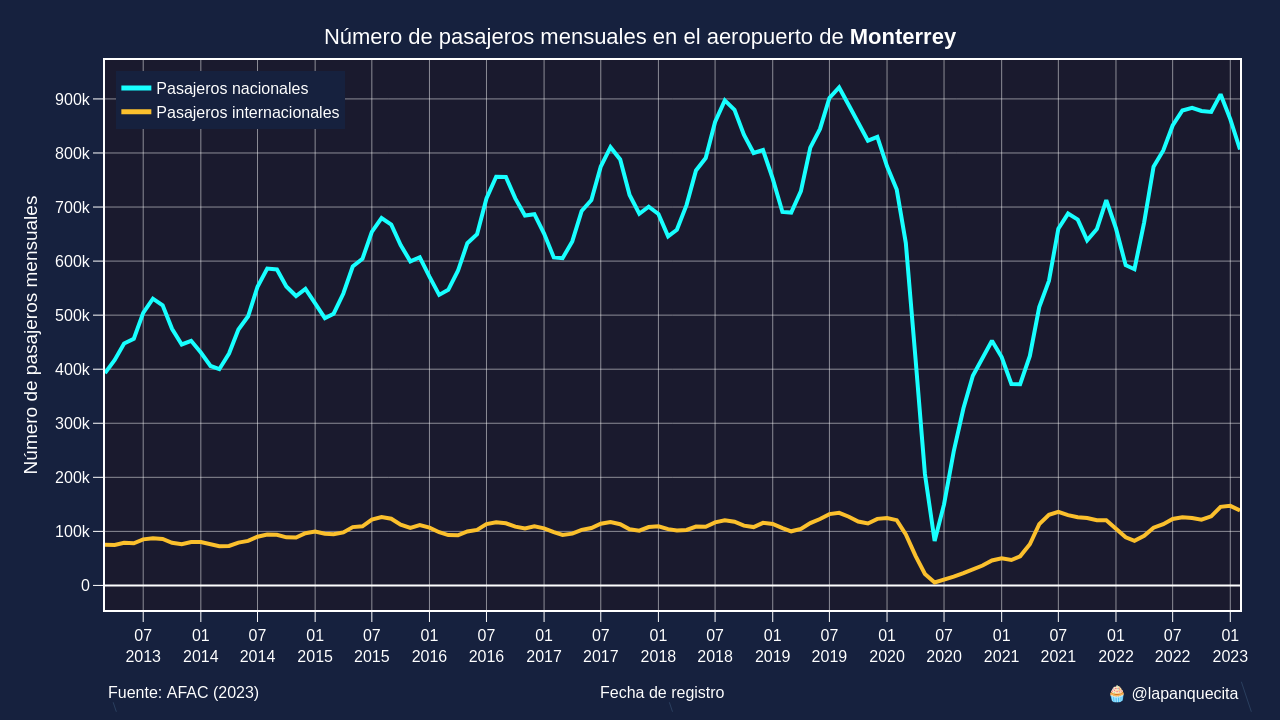 Número de pasajeros mensuales en el aeropuerto de Monterrey
Pasajeros nacionales
Pasajeros internacionales
Número de pasajeros mensuales
900k
800k
700k
600k
500k
400k
300k
200k
100k
0
07 01 07 01 07 01 07 01 07 01 07 01 07 01 07 01 07 01 07 01
2013 2014 2014 2015 2015 2016 2016 2017 2017 2018 2018 2019 2019 2020 2020 2021 2021 2022 2022 2023
Fuente: AFAC (2023) Fecha de registro 🧁 @lapanquecita